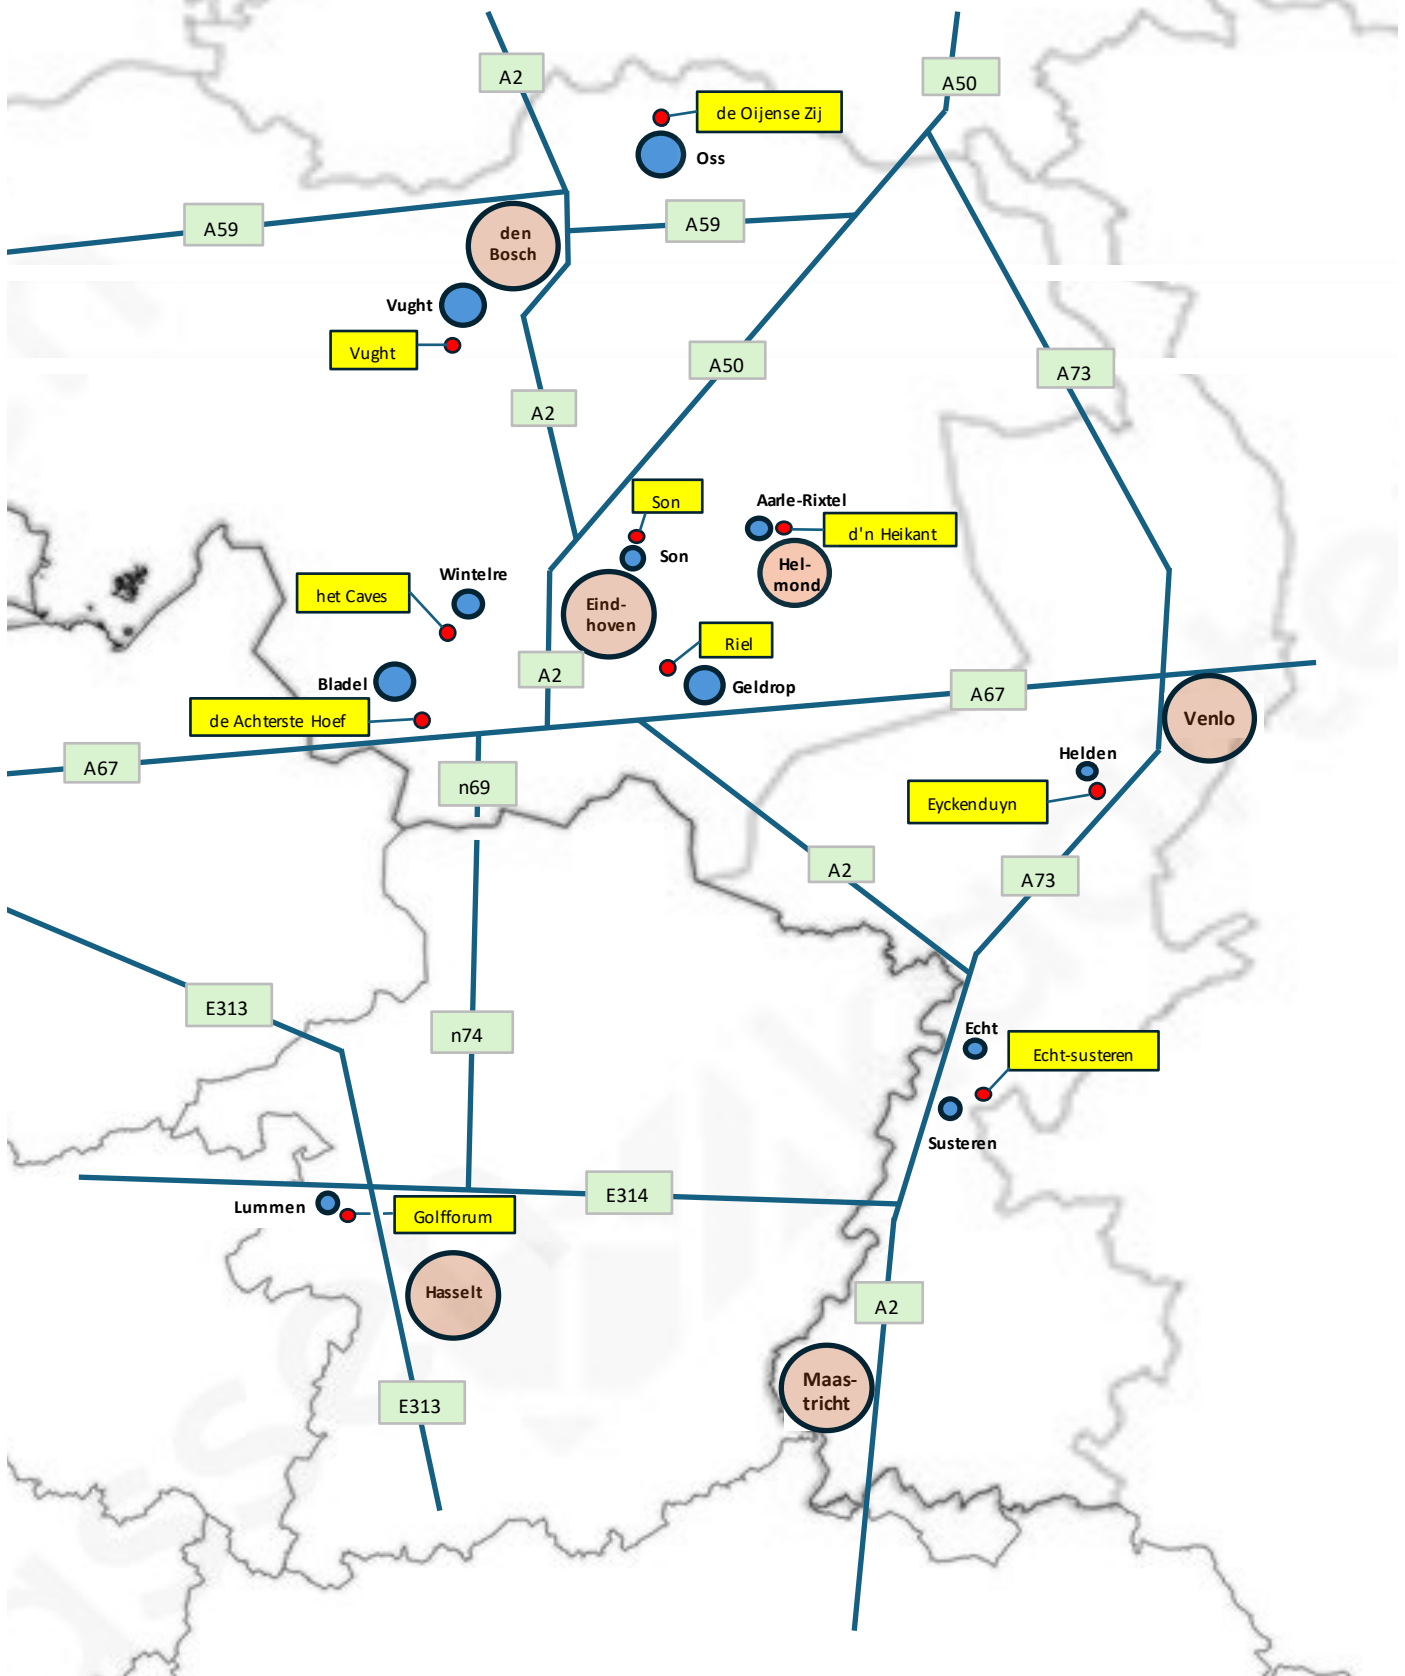 A2
A50
de Oijense Zij
Oss
A59
A59
den
Bosch
Vught
Vught
A50
A73
A2
Son
Aarle-Rixtel
d'n Heikant
Son
Hel-
mond
Wintelre
het Caves
Eind-
hoven
Riel
A2
Bladel
Geldrop
A67
de Achterste Hoef
Venlo
A67
Helden
n69
Eyckenduyn
A2
A73
E313
n74
Echt
Echt-susteren
Susteren
E314
Lummen
Golfforum
Hasselt
A2
Maas-
tricht
E313